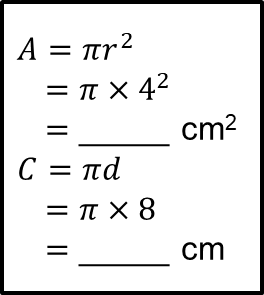 A = πr²
= π × 4²
= ______ cm²
C = πd
= π × 8
= ______ cm